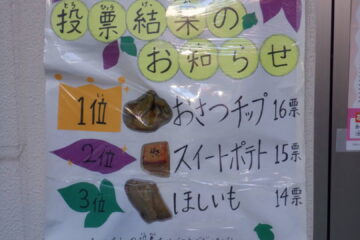 投票結果の
お知らせ
1位 おさつチップ 16票
2位 スイートポテト 15票
3位 ほしいも 14票